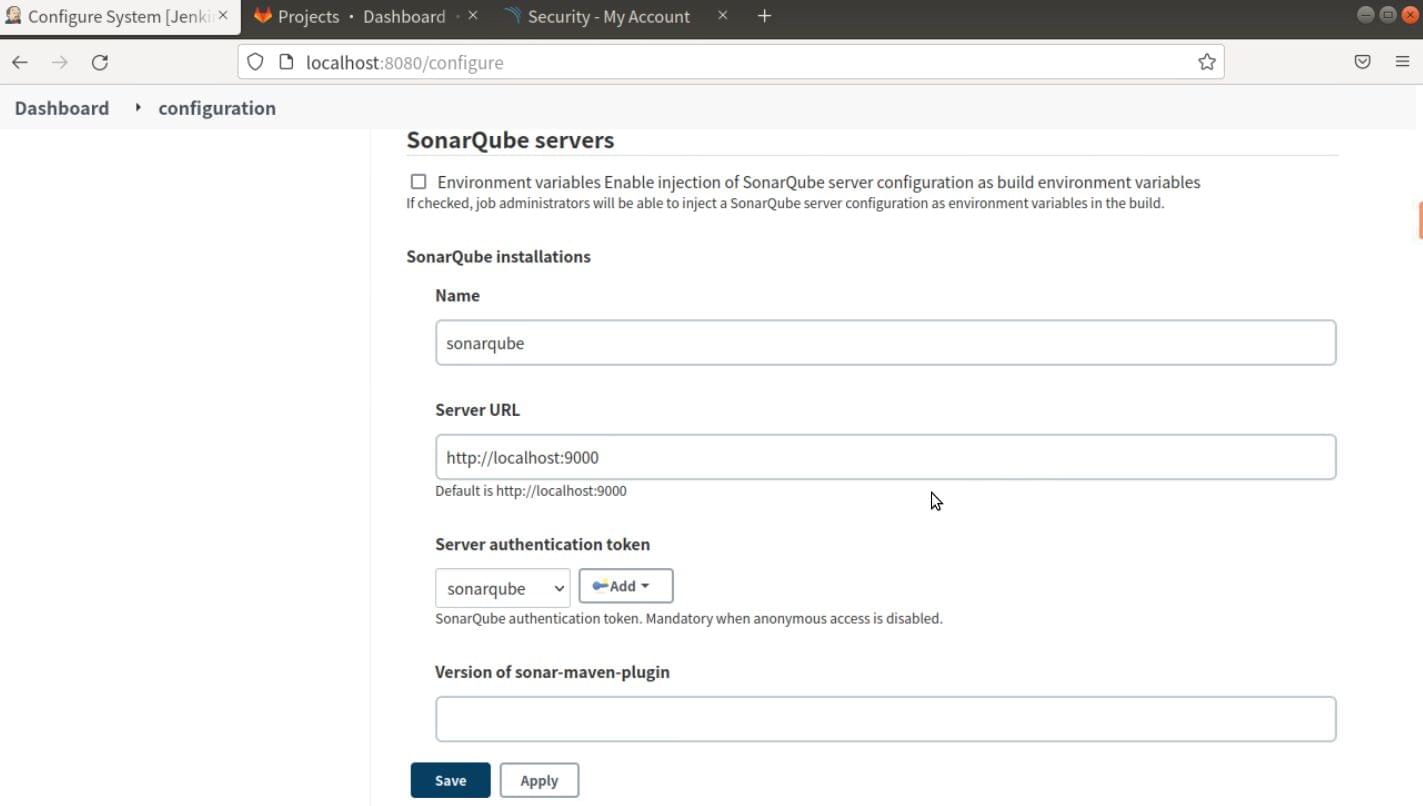 Configure System [Jenki
Projects · Dashboard ·
Security - My Account
localhost:8080/configure
Dashboard
configuration
SonarQube servers
Environment variables Enable injection of SonarQube server configuration as build environment variables
If checked, job administrators will be able to inject a SonarQube server configuration as environment variables in the build.
SonarQube installations
Name
sonarqube
Server URL
http://localhost:9000
Default is http://localhost:9000
Server authentication token
sonarqube
Add
SonarQube authentication token. Mandatory when anonymous access is disabled.
Version of sonar-maven-plugin
Save
Apply